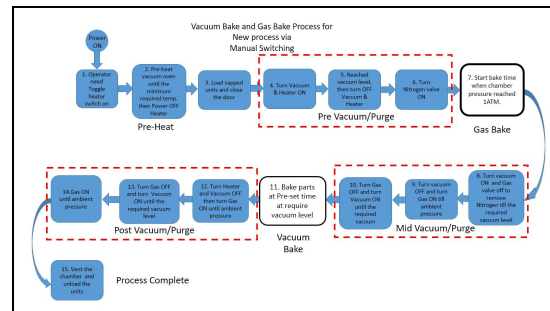 Vacuum Bake and Gas Bake Process for
New process via
Manual Switching
Power
ON
1. Operator
need
Toggle
heater
switch on
2. Pre-heat
vacuum oven
until the
minimum
required temp.
then Power OFF
Heater
3. Load capped
units and close
the door
4. Turn Vacuum
& Heater ON
5. Reached
vacuum level,
then turn OFF
Vacuum & Heater
6. Turn
Nitrogen valve
ON
7. Start bake time
when chamber
pressure reached
1ATM.
Pre-Heat
Pre Vacuum/Purge
Gas Bake
8. Turn vacuum
ON and Gas
valve off to
remove
Nitrogen till the
required vacuum level
9. Turn vacuum
OFF and turn
Gas ON till
ambient
pressure
10. Turn Gas
OFF and turn
Vacuum ON
until the
required
vacuum
11. Bake parts
at Pre-set time
at require
vacuum level
12. Turn Heater and
Vacuum OFF and
then turn Gas
ON until ambient
pressure
13. Turn Gas OFF
and turn Vacuum
ON until the
required vacuum
level
14.Gas ON
until ambient
pressure
Post Vacuum/Purge
Vacuum
Bake
Mid Vacuum/Purge
15. Vent the
chamber and
unload the
units
Process Complete